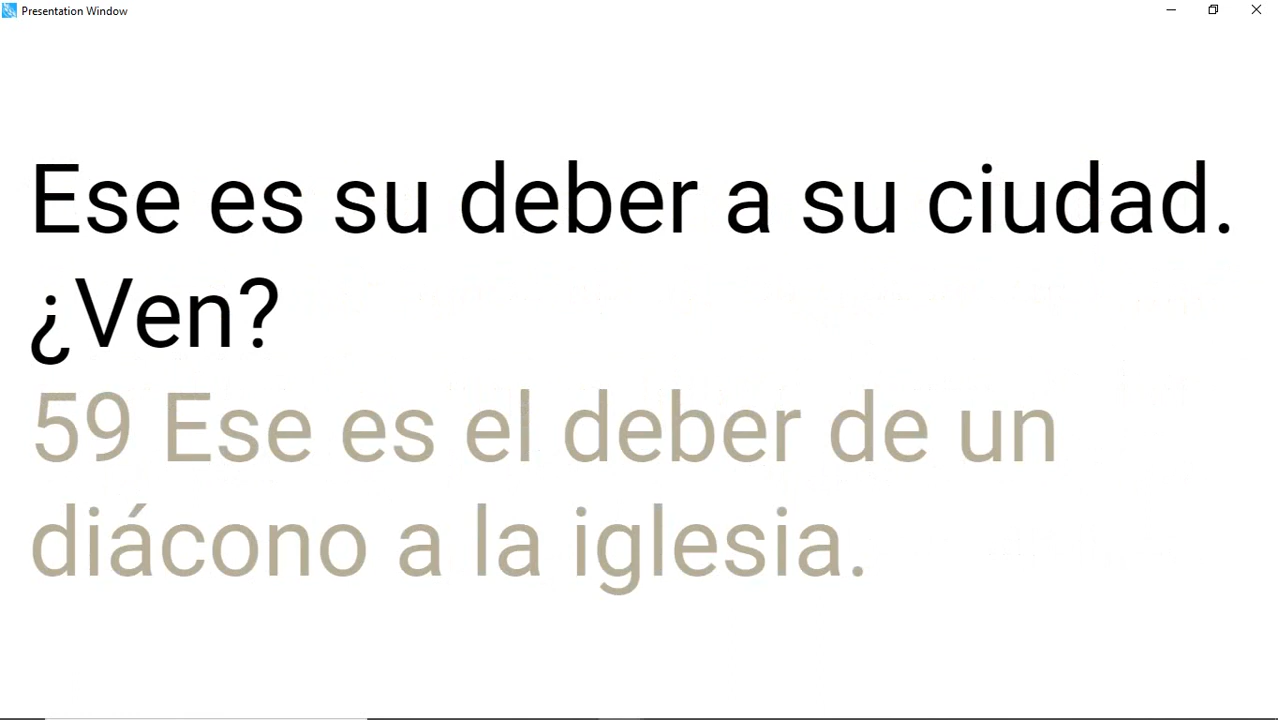 Presentation Window
Ese es su deber a su ciudad.
¿Ven?
59 Ese es el deber de un
diácono a la iglesia.